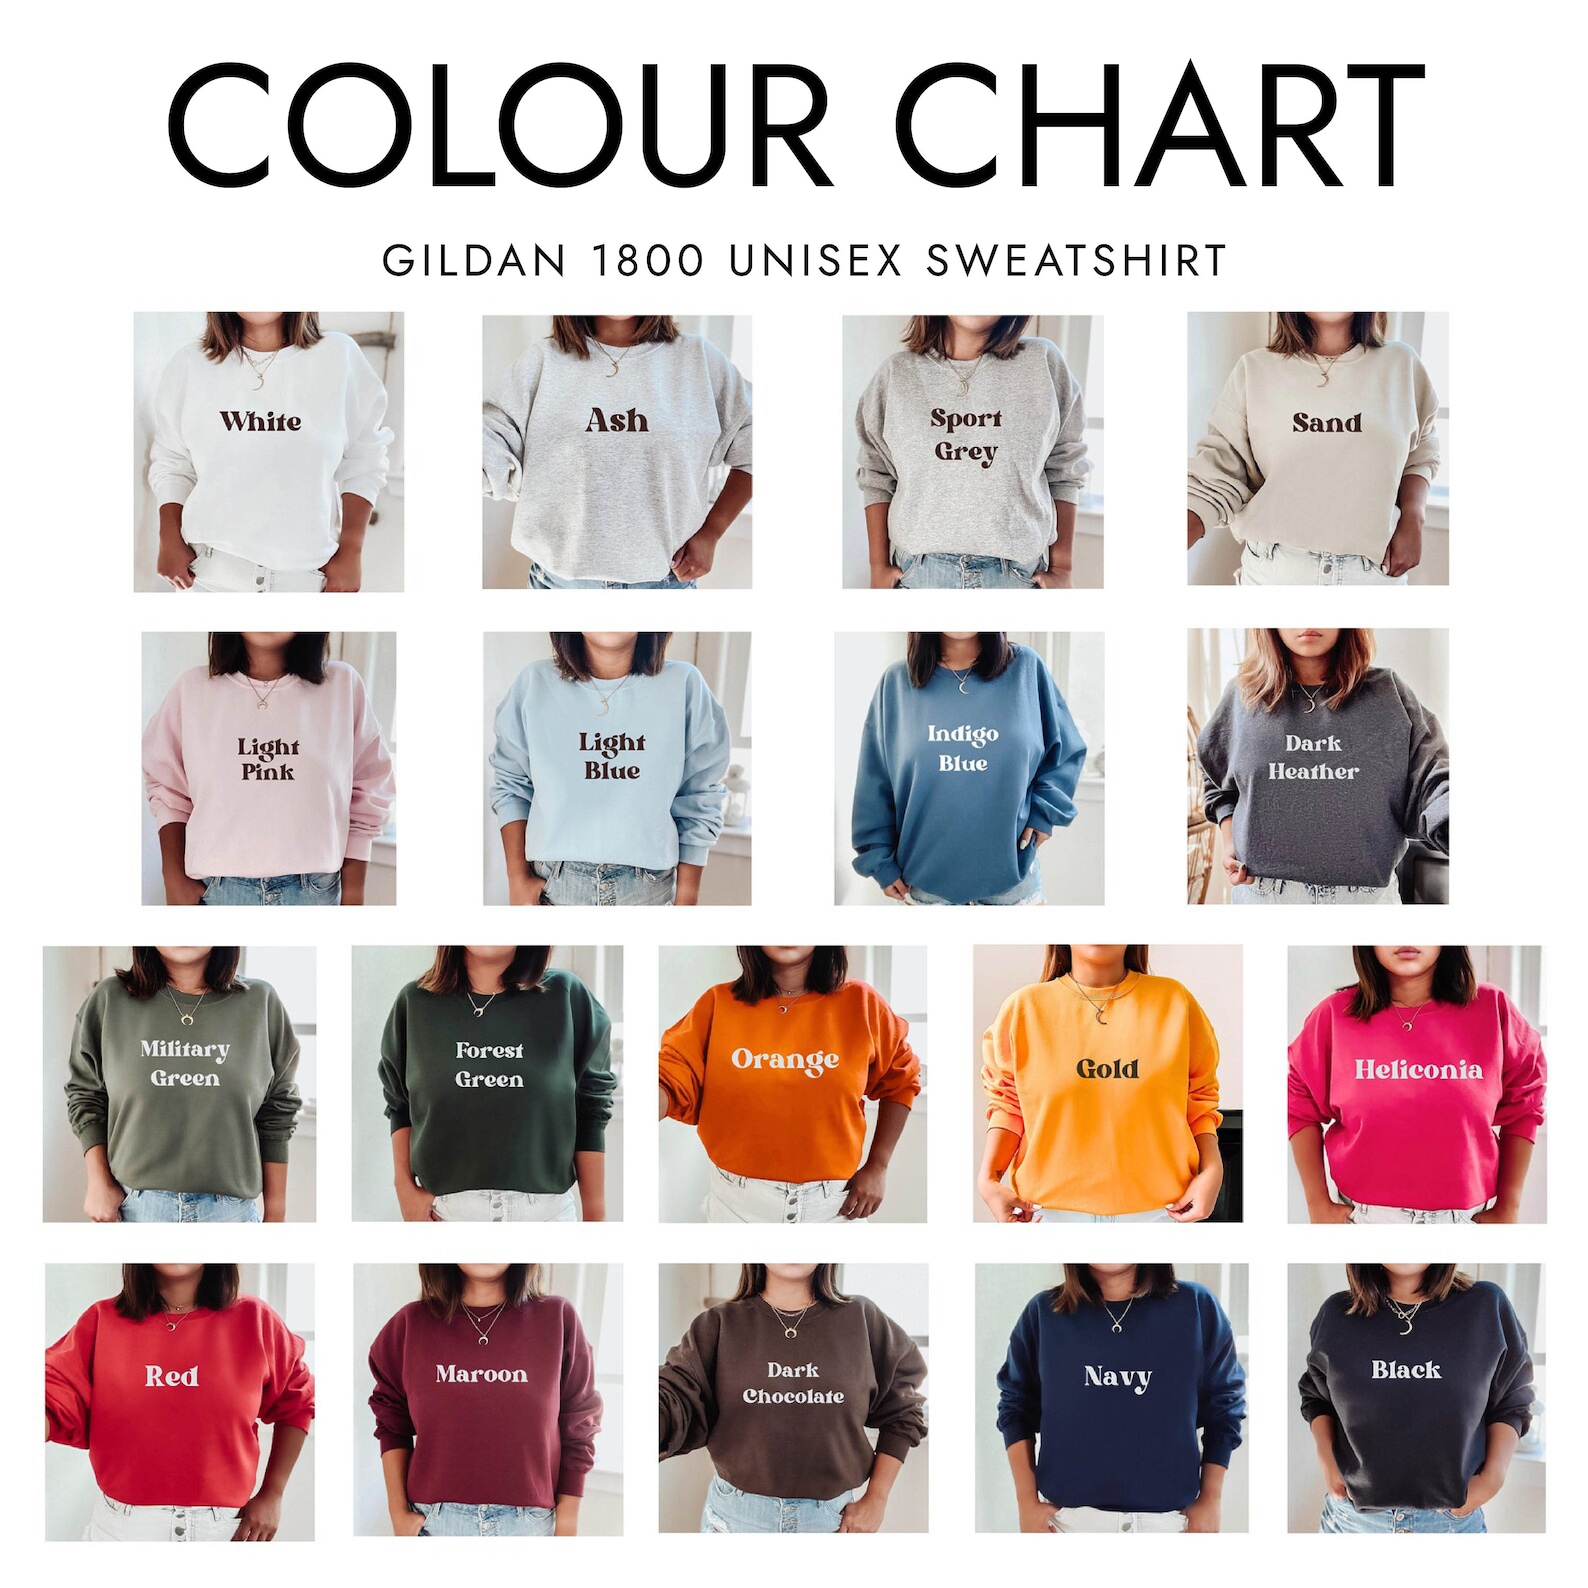 COLOUR CHART
GILDAN 1800 UNISEX SWEATSHIRT
White
Ash
Sport
Grey
Sand
Light
Pink
Light
Blue
Indigo
Blue
Dark
Heather
Military
Green
Forest
Green
Orange
Gold
Heliconia
Red
Maroon
Dark
Chocolate
Navy
Black